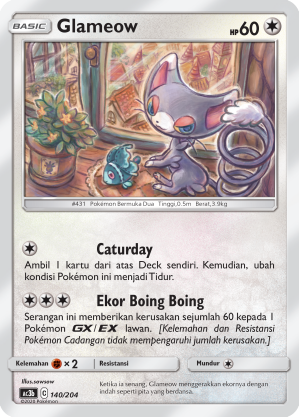 BASIC
Glameow
HP60
#431 Pokémon Bermuka Dua Tinggi,0.5m Berat,3.9kg
Caturday
Ambil 1 kartu dari atas Deck sendiri. Kemudian, ubah
kondisi Pokémon ini menjadi Tidur.
Ekor Boing Boing
Serangan ini memberikan kerusakan sejumlah 60 kepada 1
Pokémon GX/EX lawan. [Kelemahan dan Resistansi
Pokémon Cadangan tidak mempengaruhi jumlah kerusakan.]
Kelemahan × 2 Resistansi Mundur
Illus.sowsow
C 140/204
Ketika ia senang, Glameow menggerakkan ekornya dengan
indah seperti pita yang berdansa.